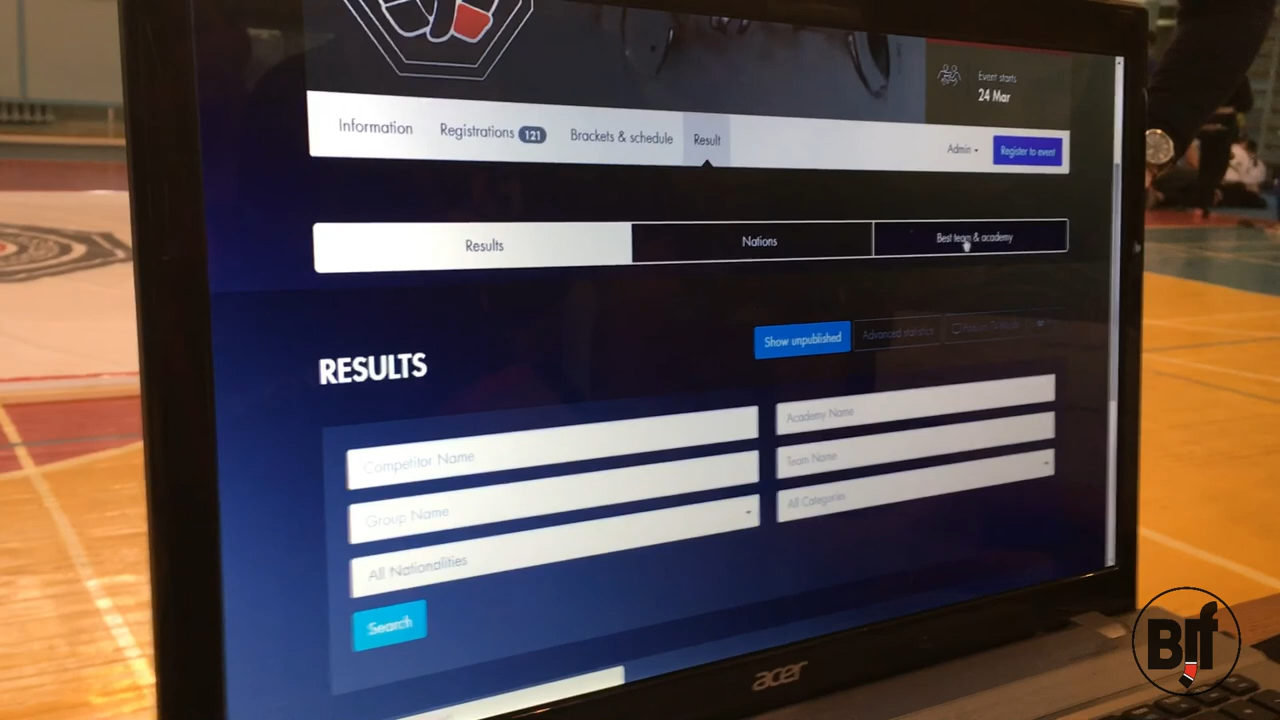 Event starts
24 Mar
Information
Registrations 121
Brackets & schedule
Result
Admin
Register to event
Results
Nations
Best team & academy
Show unpublished
Advanced statistics
RESULTS
Competitor Name
Academy Name
Group Name
Team Name
All Nationalities
All Categories
Search
acer
BJf